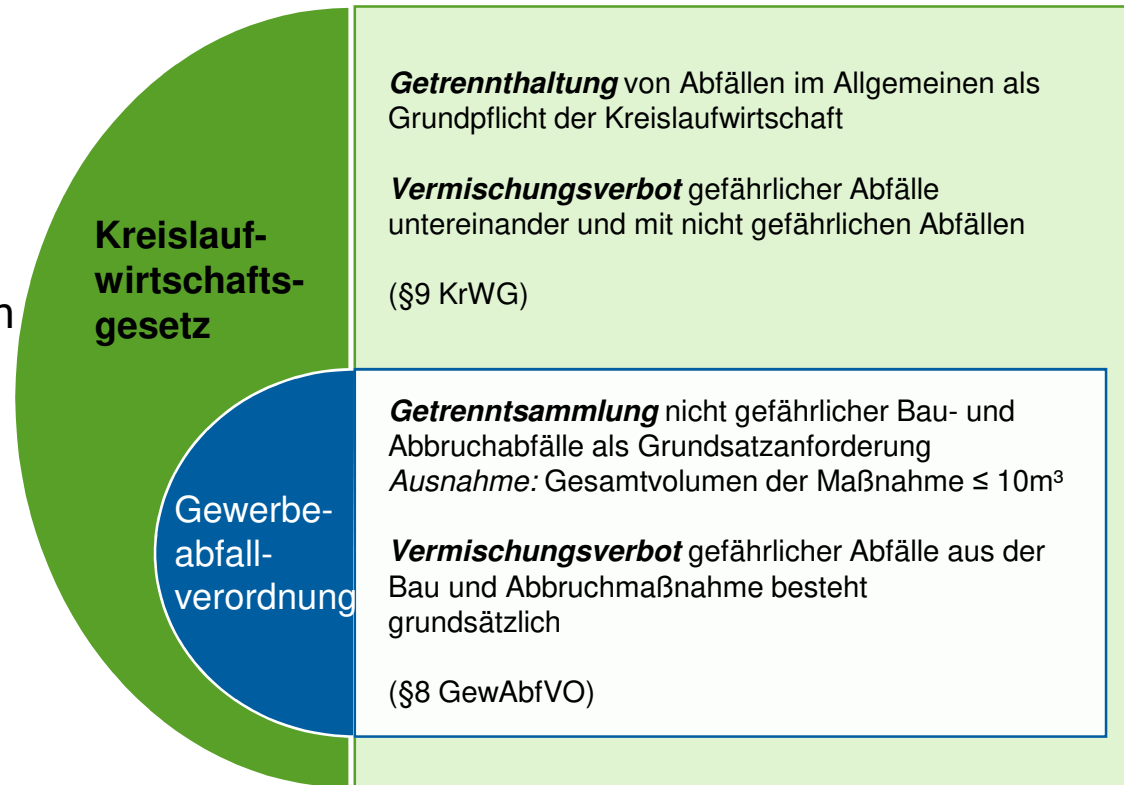 Kreislauf-
wirtschafts-
gesetz
n
Getrennthaltung von Abfällen im Allgemeinen als
Grundpflicht der Kreislaufwirtschaft
Vermischungsverbot gefährlicher Abfälle
untereinander und mit nicht gefährlichen Abfällen
(§9 KrWG)
Gewerbe-
abfall-
verordnung
Getrenntsammlung nicht gefährlicher Bau- und
Abbruchabfälle als Grundsatzanforderung
Ausnahme: Gesamtvolumen der Maßnahme ≤ 10m³
Vermischungsverbot gefährlicher Abfälle aus der
Bau und Abbruchmaßnahme besteht
grundsätzlich
(§8 GewAbfVO)